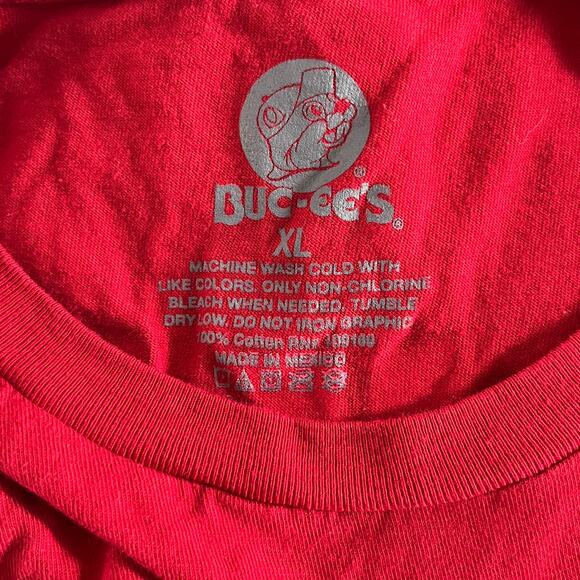 BUC-EE'S®
XL
MACHINE WASH COLD WITH
LIKE COLORS. ONLY NON-CHLORINE
BLEACH WHEN NEEDED. TUMBLE
DRY LOW. DO NOT IRON GRAPHIC
100% Cotton RN#
MADE IN MEXICO